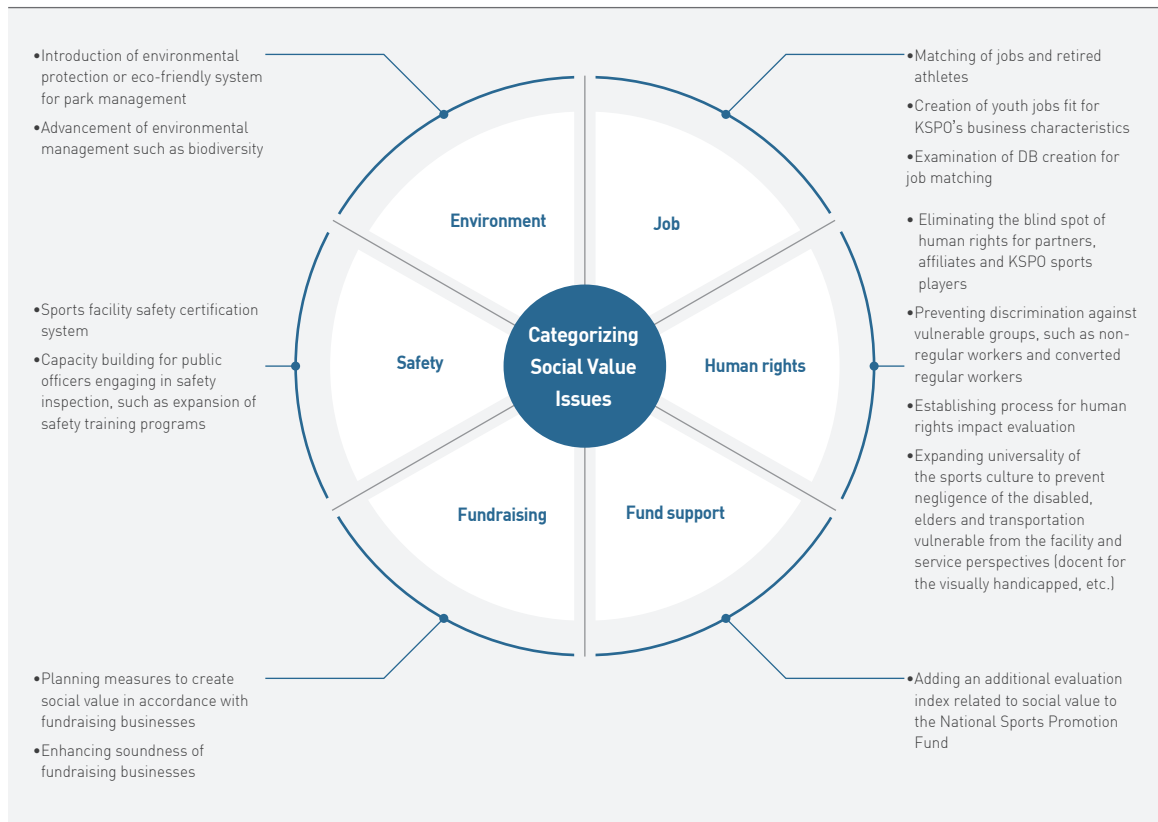 •Introduction of environmental
protection or eco-friendly system
for park management
•Advancement of environmental
management such as biodiversity
•Matching of jobs and retired
athletes
•Creation of youth jobs fit for
KSPO's business characteristics
•Examination of DB creation for
job matching
Environment
Job
• Eliminating the blind spot of
human rights for partners,
affiliates and KSPO sports
players
•Preventing discrimination against
vulnerable groups, such as non-
regular workers and converted
regular workers
•Establishing process for human
rights impact evaluation
•Expanding universality of
the sports culture to prevent
negligence of the disabled,
elders and transportation
vulnerable from the facility and
service perspectives (docent for
the visually handicapped, etc.)
•Sports facility safety certification
system
•Capacity building for public
officers engaging in safety
inspection, such as expansion of
safety training programs
Safety
Categorizing
Social Value
Issues
Human rights
Fundraising
Fund support
•Planning measures to create
social value in accordance with
fundraising businesses
•Enhancing soundness of
fundraising businesses
•Adding an additional evaluation
index related to social value to
the National Sports Promotion
Fund